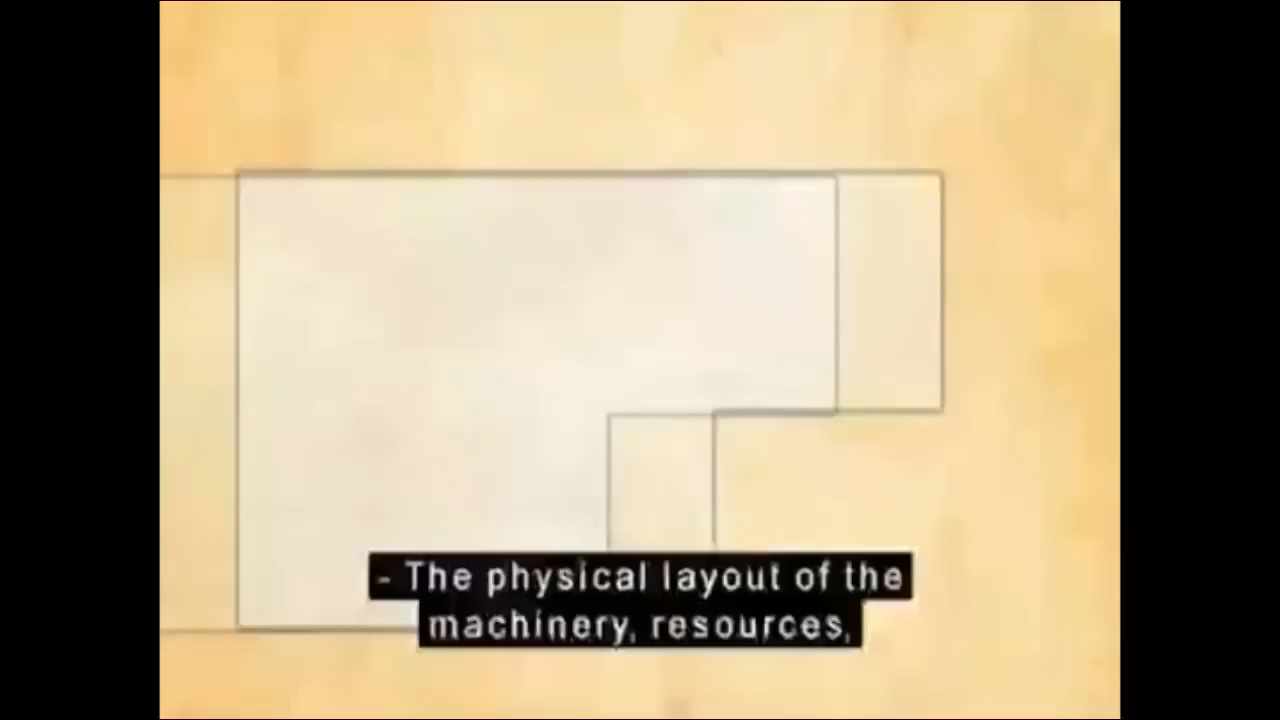 - The physical layout of the
machinery, resources,